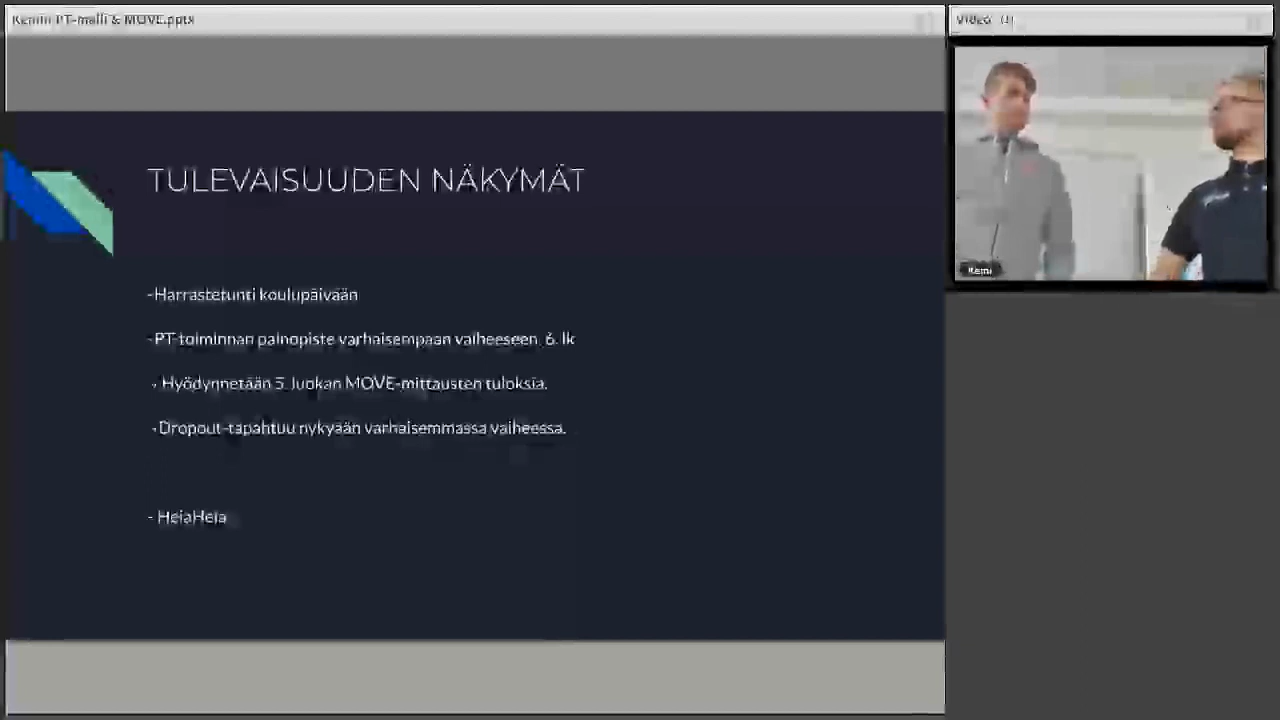 Kemin PT-malli & MOVE.pptx
Video (1)
TULEVAISUUDEN NÄKYMÄT
-Harrastetunti koulupäivään
-PT-toiminnan painopiste varhaisempaan vaiheeseen 6. lk
- Hyödynnetään 5. luokan MOVE-mittausten tuloksia.
-Dropout-tapahtuu nykyään varhaisemmassa vaiheessa.
- HeiaHeia
Kemi